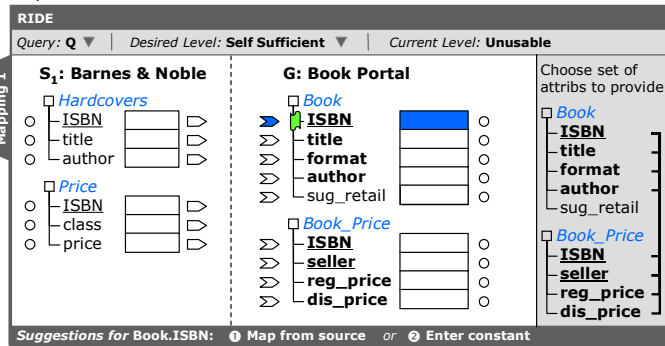 RIDE
Query: Q ▼ | Desired Level: Self Sufficient ▼ | Current Level: Unusable
Mapping 1
S1: Barnes & Noble
Hardcovers
ISBN
title
author
Price
ISBN
class
price
G: Book Portal
Book
ISBN
title
format
author
sug_retail
Book_Price
ISBN
seller
reg_price
dis_price
Choose set of
attribs to provide
Book
ISBN
title
format
author
sug_retail
Book_Price
ISBN
seller
reg_price
dis_price
Suggestions for Book.ISBN: ❶ Map from source or ❷ Enter constant